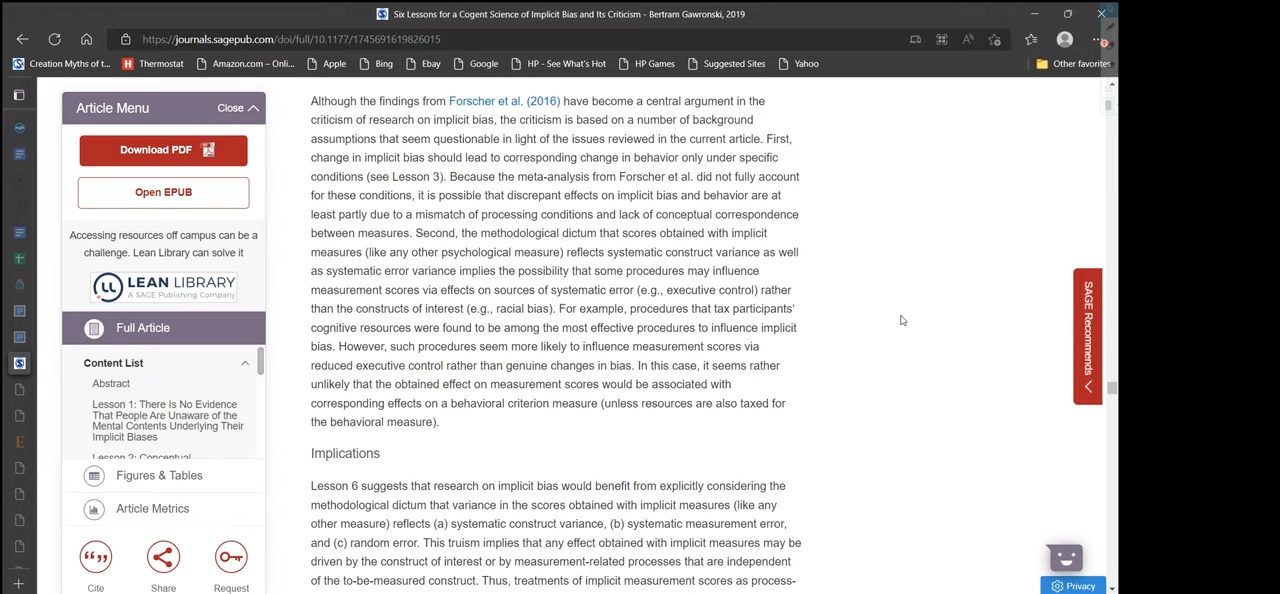 Six Lessons for a Cogent Science of Implicit Bias and Its Criticism - Bertram Gawronski, 2019
https://journals.sagepub.com/doi/full/10.1177/1745691619826015
Creation Myths of t... Thermostat Amazon.com – Onli... Apple Bing Ebay Google HP - See What's Hot HP Games Suggested Sites Yahoo Other favorites
Article Menu Close
Download PDF
Open EPUB
Accessing resources off campus can be a
challenge. Lean Library can solve it
LEAN LIBRARY
A SAGE Publishing Company
Full Article
Content List
Abstract
Lesson 1: There Is No Evidence
That People Are Unaware of the
Mental Contents Underlying Their
Implicit Biases
Lesson 2: Conceptual
Figures & Tables
Article Metrics
Cite Share Request
Although the findings from Forscher et al. (2016) have become a central argument in the
criticism of research on implicit bias, the criticism is based on a number of background
assumptions that seem questionable in light of the issues reviewed in the current article. First,
change in implicit bias should lead to corresponding change in behavior only under specific
conditions (see Lesson 3). Because the meta-analysis from Forscher et al. did not fully account
for these conditions, it is possible that discrepant effects on implicit bias and behavior are at
least partly due to a mismatch of processing conditions and lack of conceptual correspondence
between measures. Second, the methodological dictum that scores obtained with implicit
measures (like any other psychological measure) reflects systematic construct variance as well
as systematic error variance implies the possibility that some procedures may influence
measurement scores via effects on sources of systematic error (e.g., executive control) rather
than the constructs of interest (e.g., racial bias). For example, procedures that tax participants'
cognitive resources were found to be among the most effective procedures to influence implicit
bias. However, such procedures seem more likely to influence measurement scores via
reduced executive control rather than genuine changes in bias. In this case, it seems rather
unlikely that the obtained effect on measurement scores would be associated with
corresponding effects on a behavioral criterion measure (unless resources are also taxed for
the behavioral measure).
Implications
Lesson 6 suggests that research on implicit bias would benefit from explicitly considering the
methodological dictum that variance in the scores obtained with implicit measures (like any
other measure) reflects (a) systematic construct variance, (b) systematic measurement error,
and (c) random error. This truism implies that any effect obtained with implicit measures may be
driven by the construct of interest or by measurement-related processes that are independent
of the to-be-measured construct. Thus, treatments of implicit measurement scores as process-
SAGE Recommends
Privacy